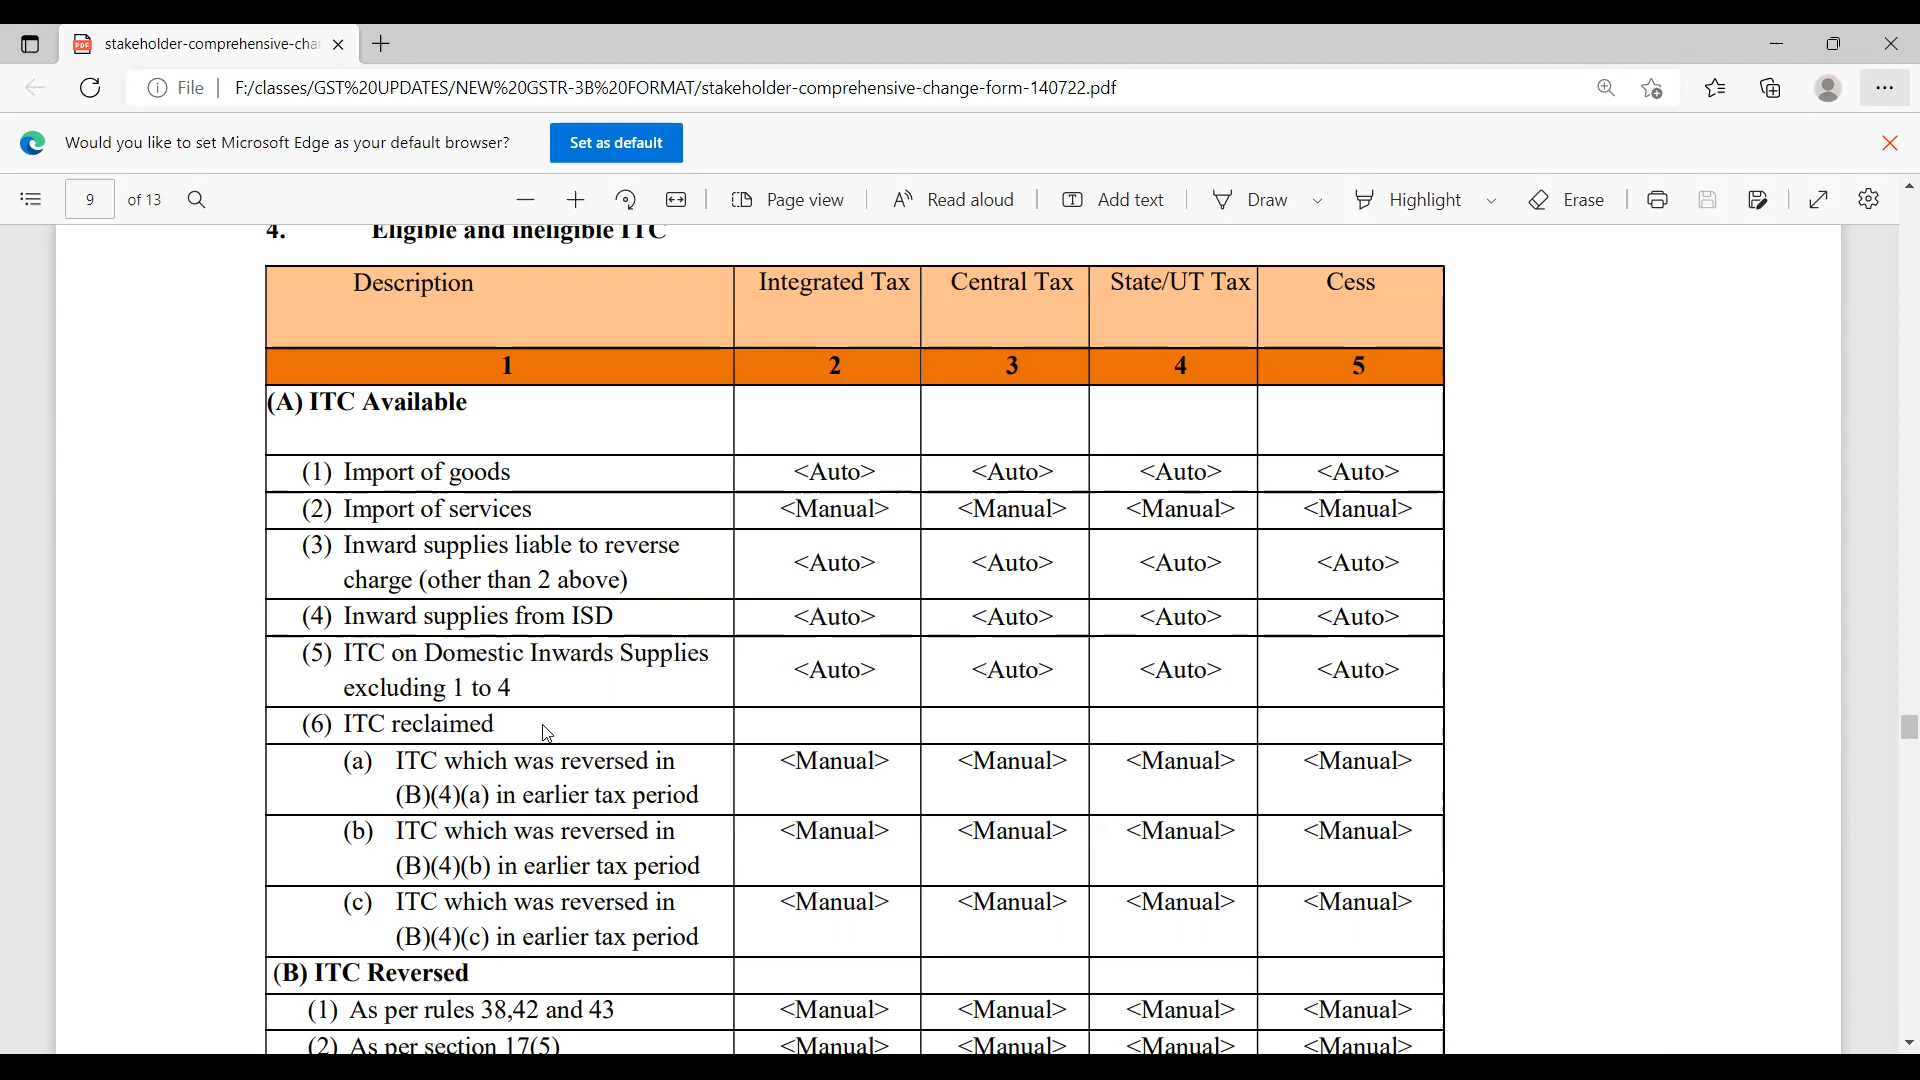 stakeholder-comprehensive-cha
File
F:/classes/GST%20UPDATES/NEW%20GSTR-3B%20FORMAT/stakeholder-comprehensive-change-form-140722.pdf
Would you like to set Microsoft Edge as your default browser?
Set as default
9 of 13
Page view
Read aloud
Add text
Draw
Highlight
Erase
4. Eligible and ineligible ITC
Description Integrated Tax Central Tax State/UT Tax Cess
1 2 3 4 5
(A) ITC Available
(1) Import of goods <Auto> <Auto> <Auto> <Auto>
(2) Import of services <Manual> <Manual> <Manual> <Manual>
(3) Inward supplies liable to reverse
charge (other than 2 above) <Auto> <Auto> <Auto> <Auto>
(4) Inward supplies from ISD <Auto> <Auto> <Auto> <Auto>
(5) ITC on Domestic Inwards Supplies
excluding 1 to 4 <Auto> <Auto> <Auto> <Auto>
(6) ITC reclaimed
(a) ITC which was reversed in <Manual> <Manual> <Manual> <Manual>
(B)(4)(a) in earlier tax period
(b) ITC which was reversed in <Manual> <Manual> <Manual> <Manual>
(B)(4)(b) in earlier tax period
(c) ITC which was reversed in <Manual> <Manual> <Manual> <Manual>
(B)(4)(c) in earlier tax period
(B) ITC Reversed
(1) As per rules 38,42 and 43 <Manual> <Manual> <Manual> <Manual>
(2) As per section 17(5) <Manual> <Manual> <Manual> <Manual>